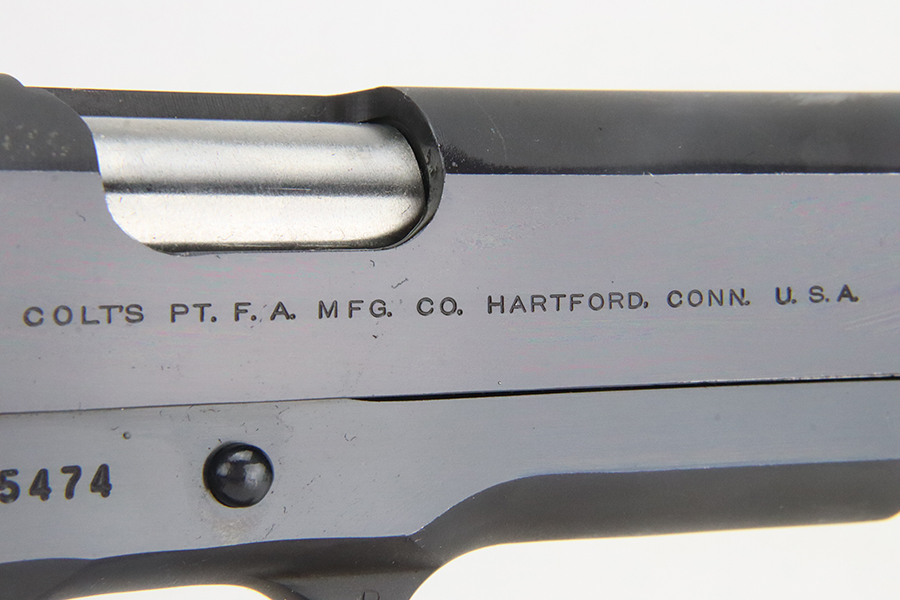 COLT'S PT. F. A. MFG. CO. HARTFORD, CONN. U. S. A.
5474